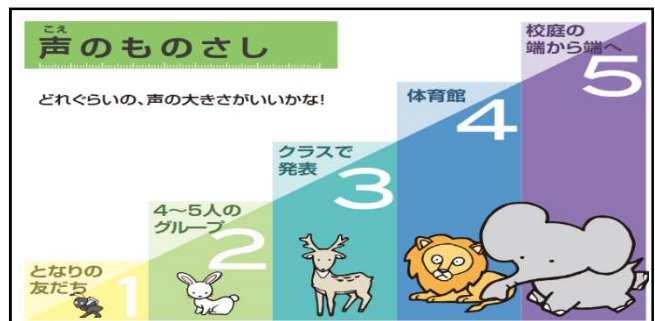 こえ
声のものさし
どれぐらいの、声の大きさがいいかな!
となりの
友だち
1
4〜5人の
グループ
2
クラスで
発表
3
体育館
4
校庭の
端から端へ
5